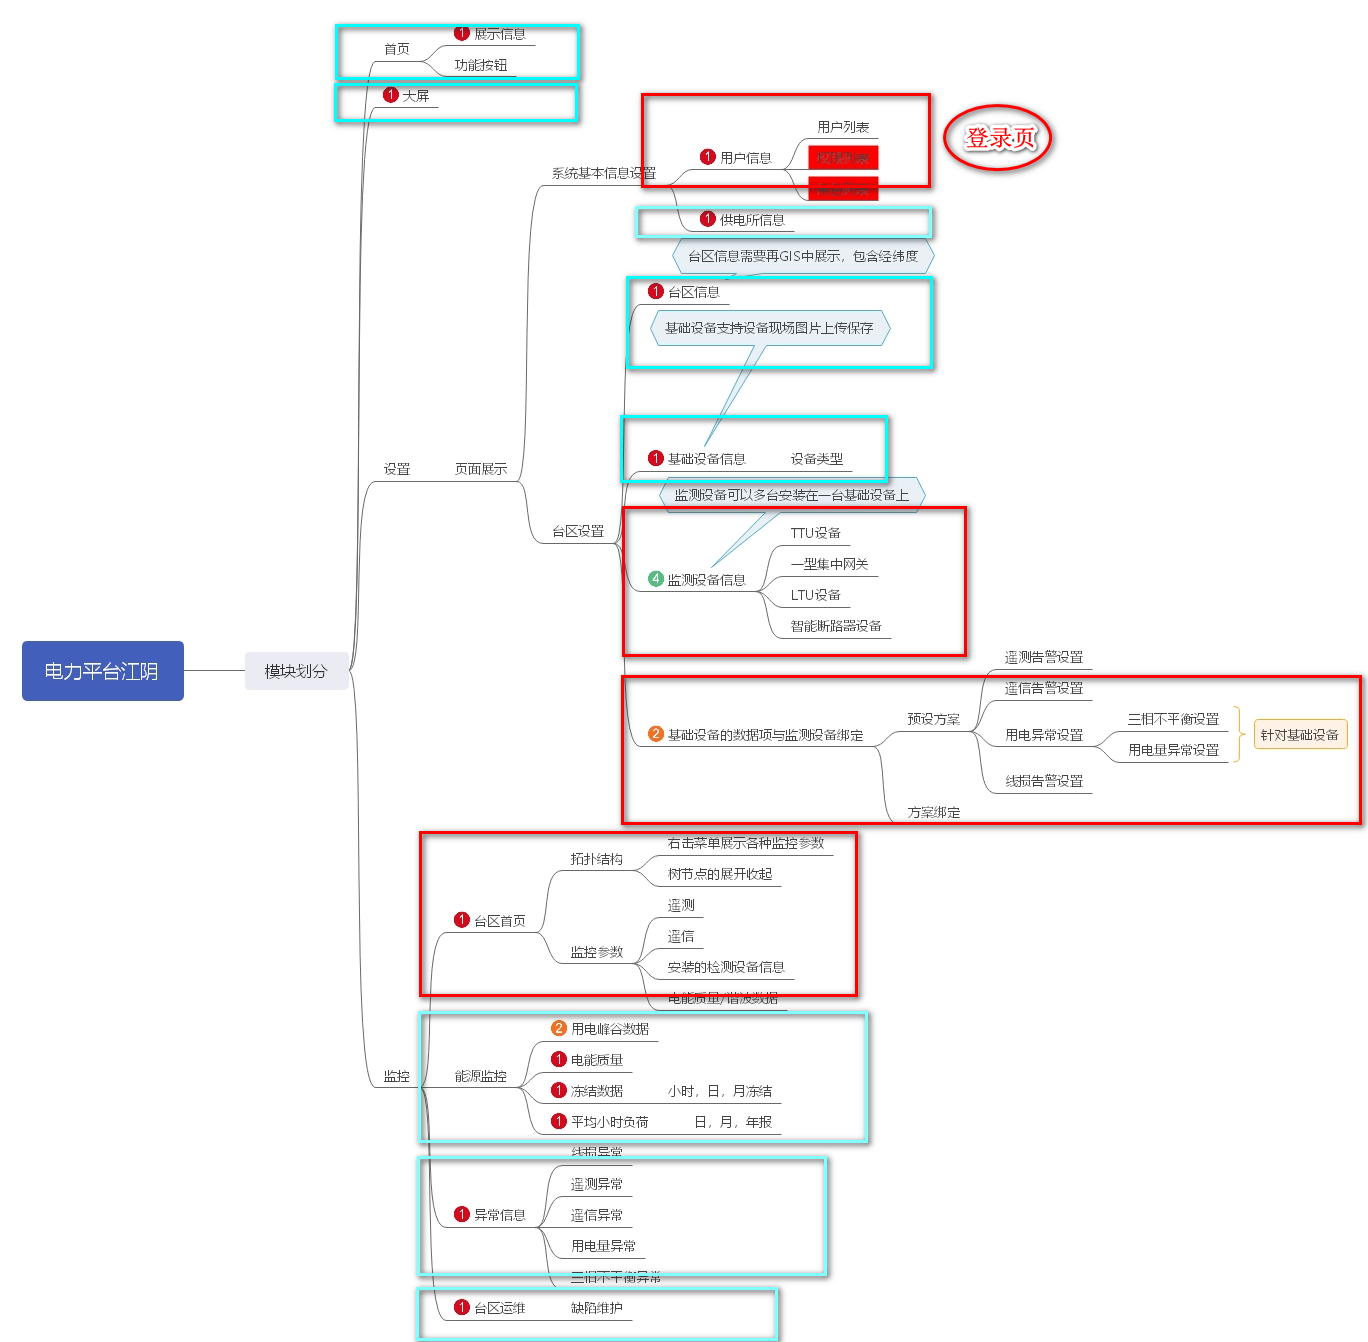 1 展示信息
首页
功能按钮
1 大屏
用户列表
登录页
1 用户信息
系统基本信息设置
1 供电所信息
台区信息需要再GIS中展示，包含经纬度
1 台区信息
基础设备支持设备现场图片上传保存
1 基础设备信息 设备类型
设置 页面展示
监测设备可以多台安装在一台基础设备上
台区设置
TTU设备
一型集中网关
4 监测设备信息
LTU设备
智能断路器设备
电力平台江阴
模块划分
遥测告警设置
遥信告警设置
预设方案
三相不平衡设置
2 基础设备的数据项与监测设备绑定
用电异常设置
针对基础设备
用电量异常设置
线损告警设置
方案绑定
右击菜单展示各种监控参数
拓扑结构
树节点的展开收起
遥测
1 台区首页
遥信
监控参数
安装的检测设备信息
电能质量/谐波数据
2 用电峰谷数据
1 电能质量
监控
能源监控
1 冻结数据 小时，日，月冻结
1 平均小时负荷 日，月，年报
线损异常
遥测异常
1 异常信息
遥信异常
用电量异常
三相不平衡异常
1 台区运维 缺陷维护